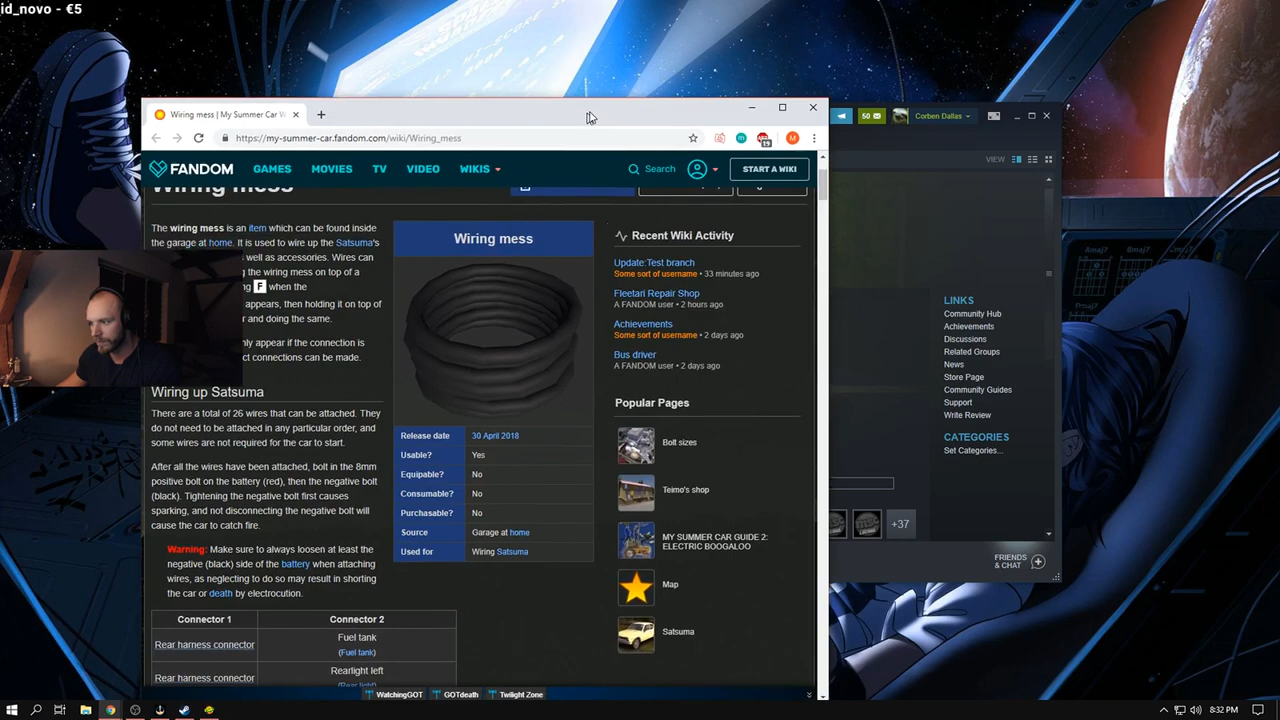 id_novo - €5
Wiring mess | My Summer Car W
https://my-summer-car.fandom.com/wiki/Wiring_mess
19
M
50
Corben Dallas
FANDOM
GAMES
MOVIES
TV
VIDEO
WIKIS
Search
START A WIKI
VIEW
Wiring mess
The wiring mess is an item which can be found inside
the garage at home. It is used to wire up the Satsuma's
well as accessories. Wires can
the wiring mess on top of a
F when the
appears, then holding it on top of
and doing the same.
only appear if the connection is
connections can be made.
Wiring up Satsuma
There are a total of 26 wires that can be attached. They
do not need to be attached in any particular order, and
some wires are not required for the car to start.
After all the wires have been attached, bolt in the 8mm
positive bolt on the battery (red), then the negative bolt
(black). Tightening the negative bolt first causes
sparking, and not disconnecting the negative bolt will
cause the car to catch fire.
Warning: Make sure to always loosen at least the
negative (black) side of the battery when attaching
wires, as neglecting to do so may result in shorting
the car or death by electrocution.
Connector 1 Connector 2
Rear harness connector Fuel tank
(Fuel tank)
Rear harness connector Rearlight left
(Rear light)
Wiring mess
Release date 30 April 2018
Usable? Yes
Equipable? No
Consumable? No
Purchasable? No
Source Garage at home
Used for Wiring Satsuma
Recent Wiki Activity
Update:Test branch
Some sort of username • 33 minutes ago
Fleetari Repair Shop
A FANDOM user • 2 hours ago
Achievements
Some sort of username • 2 days ago
Bus driver
A FANDOM user • 2 days ago
Popular Pages
Bolt sizes
Teimo's shop
MY SUMMER CAR GUIDE 2:
ELECTRIC BOOGALOO
Map
Satsuma
WatchingGOT
GOTdeath
Twilight Zone
LINKS
Community Hub
Achievements
Discussions
Related Groups
News
Store Page
Community Guides
Support
Write Review
CATEGORIES
Set Categories...
+37
FRIENDS
& CHAT
Amaj7
Bmaj7
8:32 PM